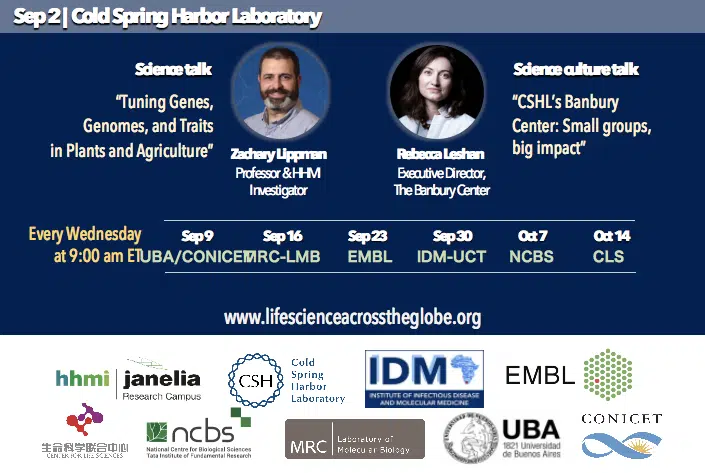 Sep 2 | Cold Spring Harbor Laboratory
Science talk
“Tuning Genes,
Genomes, and Traits
in Plants and Agriculture”
Zachary Lippman
Professor & HHMI
Investigator
Rebecca Leshan
Executive Director,
The Banbury Center
Science culture talk
“CSHL’s Banbury
Center: Small groups,
big impact”
Every Wednesday
at 9:00 am ET
Sep 9 Sep 16 Sep 23 Sep 30 Oct 7 Oct 14
UBA/CONICET MRC-LMB EMBL IDM-UCT NCBS CLS
www.lifescienceacrosstheglobe.org
hhmi janelia
Research Campus
CSH
Cold
Spring
Harbor
Laboratory
IDM
INSTITUTE OF INFECTIOUS DISEASE
AND MOLECULAR MEDICINE
EMBL
生命科学联合中心
CENTER FOR LIFE SCIENCES
ncbs
National Centre for Biological Sciences
Tata Institute of Fundamental Research
MRC
Laboratory of
Molecular Biology
UBA
1821 Universidad
de Buenos Aires
CONICET